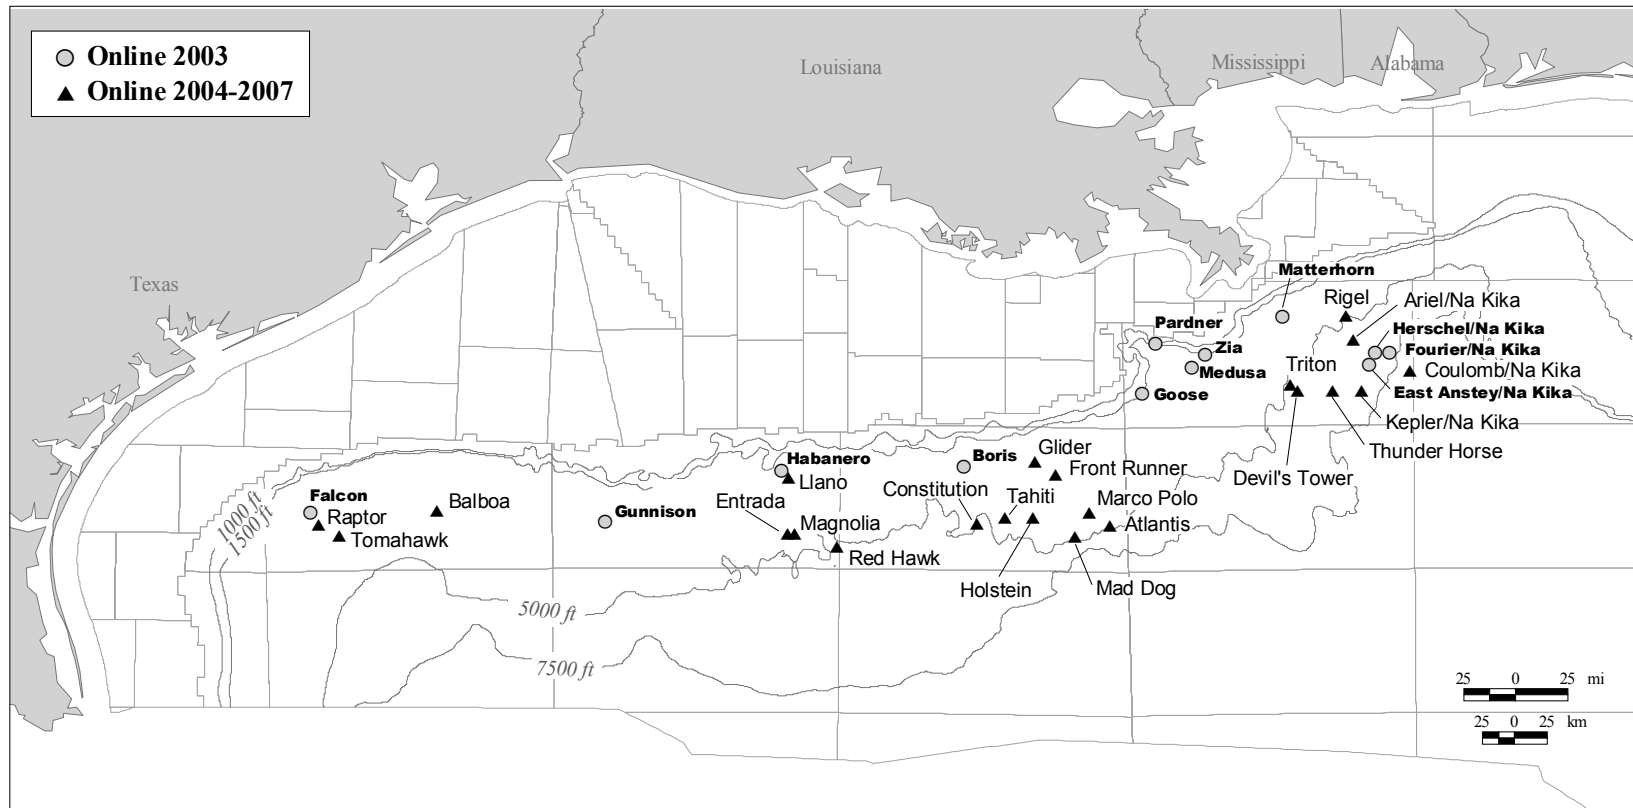 Online 2003
Online 2004-2007
Louisiana
Mississippi
Alabama
Texas
Matterhorn
Rigel
Ariel/Na Kika
Pardner
Herschel/Na Kika
Zia
Fourier/Na Kika
Triton
Medusa
Coulomb/Na Kika
Goose
East Anstey/Na Kika
Kepler/Na Kika
Thunder Horse
Devil's Tower
Glider
Boris
Habanero
Front Runner
Llano
Constitution
Tahiti
Marco Polo
Entrada
Falcon
Balboa
Gunnison
Magnolia
Atlantis
Raptor
Tomahawk
Red Hawk
Holstein
Mad Dog
1000 ft
1500 ft
5000 ft
7500 ft
25 0 25 mi
25 0 25 km